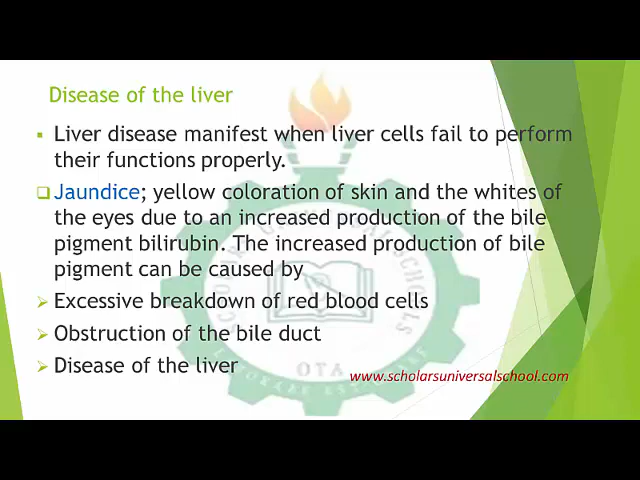 Disease of the liver
Liver disease manifest when liver cells fail to perform
their functions properly.
Jaundice; yellow coloration of skin and the whites of
the eyes due to an increased production of the bile
pigment bilirubin. The increased production of bile
pigment can be caused by
Excessive breakdown of red blood cells
Obstruction of the bile duct
Disease of the liver
OTA
www.scholarsuniversalschool.com